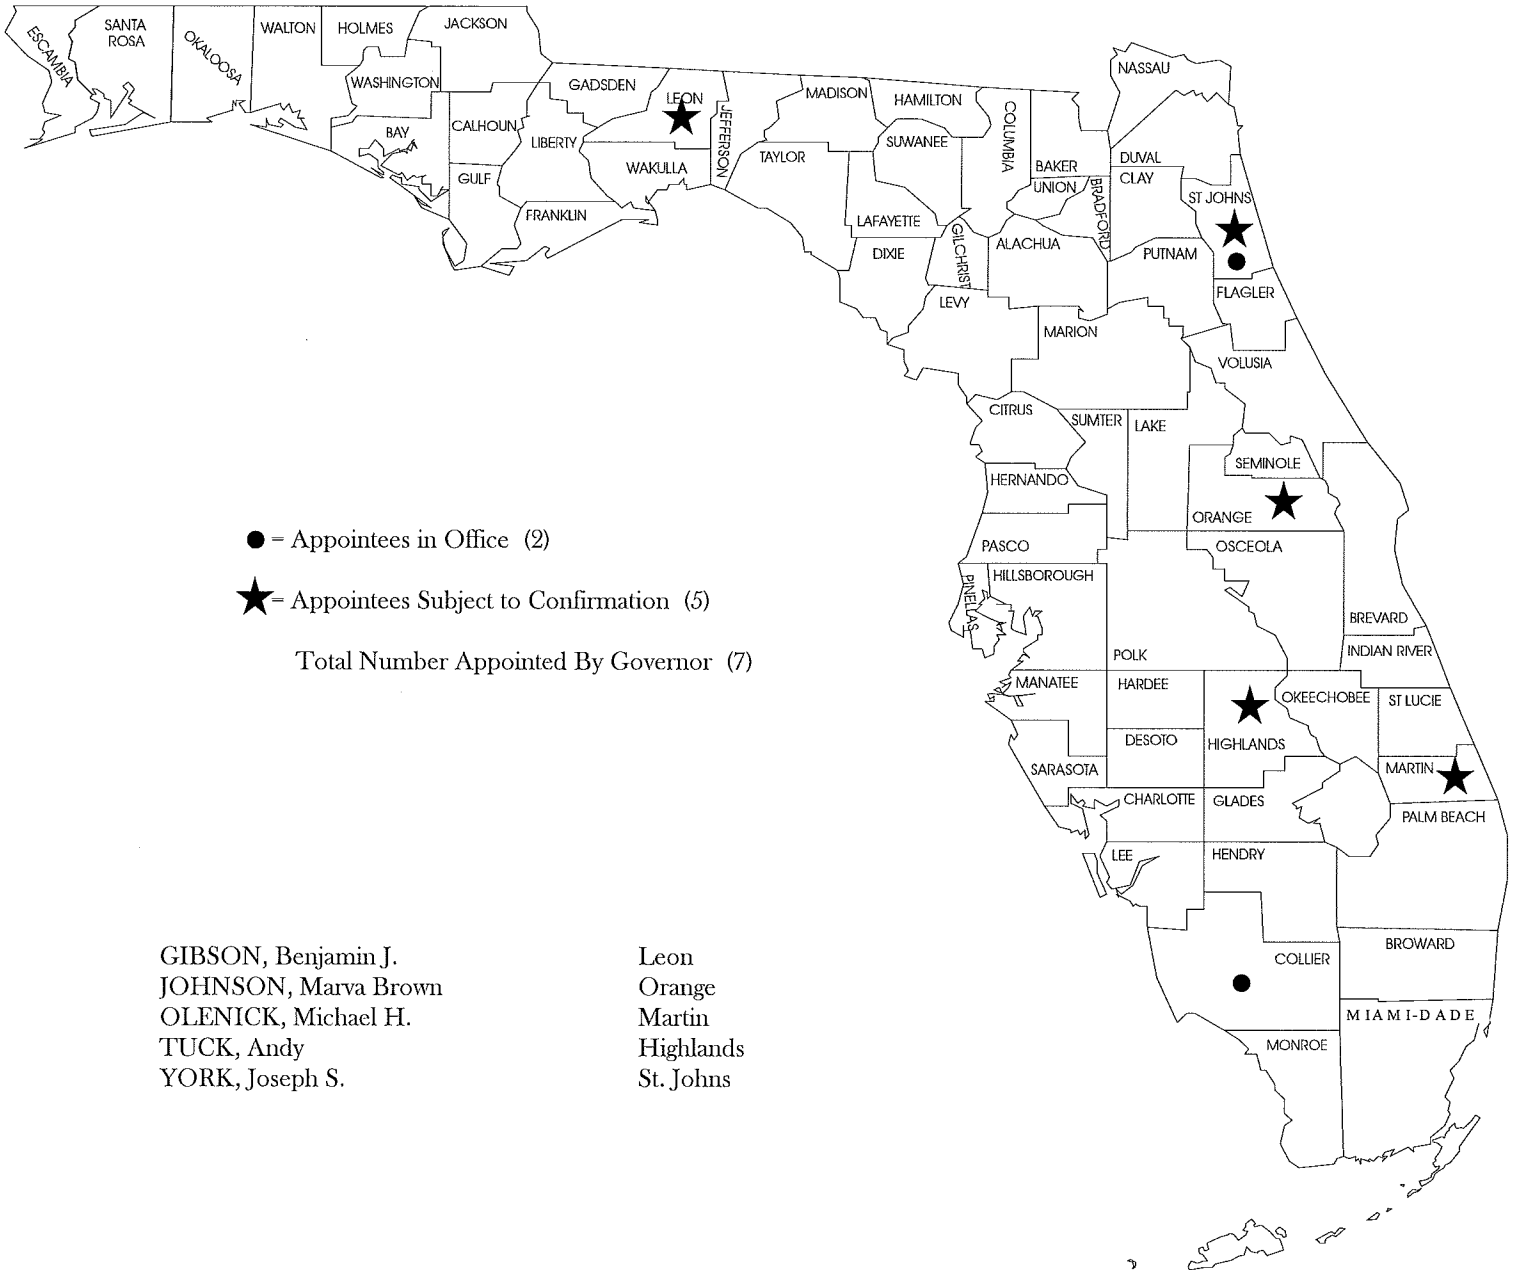 ESCAMBIA
SANTA
ROSA
OKALOOSA
WALTON
HOLMES
JACKSON
WASHINGTON
BAY
CALHOUN
GULF
GADSDEN
LIBERTY
FRANKLIN
LEON
WAKULLA
JEFFERSON
MADISON
TAYLOR
HAMILTON
SUWANEE
LAFAYETTE
DIXIE
COLUMBIA
GILCHRIST
LEVY
BAKER
UNION
BRADFORD
ALACHUA
NASSAU
DUVAL
CLAY
ST JOHNS
PUTNAM
FLAGLER
MARION
VOLUSIA
CITRUS
SUMTER
LAKE
SEMINOLE
HERNANDO
ORANGE
PASCO
OSCEOLA
PINELLAS
HILLSBOROUGH
POLK
BREVARD
INDIAN RIVER
MANATEE
HARDEE
OKEECHOBEE
ST LUCIE
DESOTO
HIGHLANDS
SARASOTA
MARTIN
CHARLOTTE
GLADES
PALM BEACH
LEE
HENDRY
BROWARD
COLLIER
MIAMI-DADE
MONROE
= Appointees in Office (2)
= Appointees Subject to Confirmation (5)
Total Number Appointed By Governor (7)
GIBSON, Benjamin J. Leon
JOHNSON, Marva Brown Orange
OLENICK, Michael H. Martin
TUCK, Andy Highlands
YORK, Joseph S. St. Johns